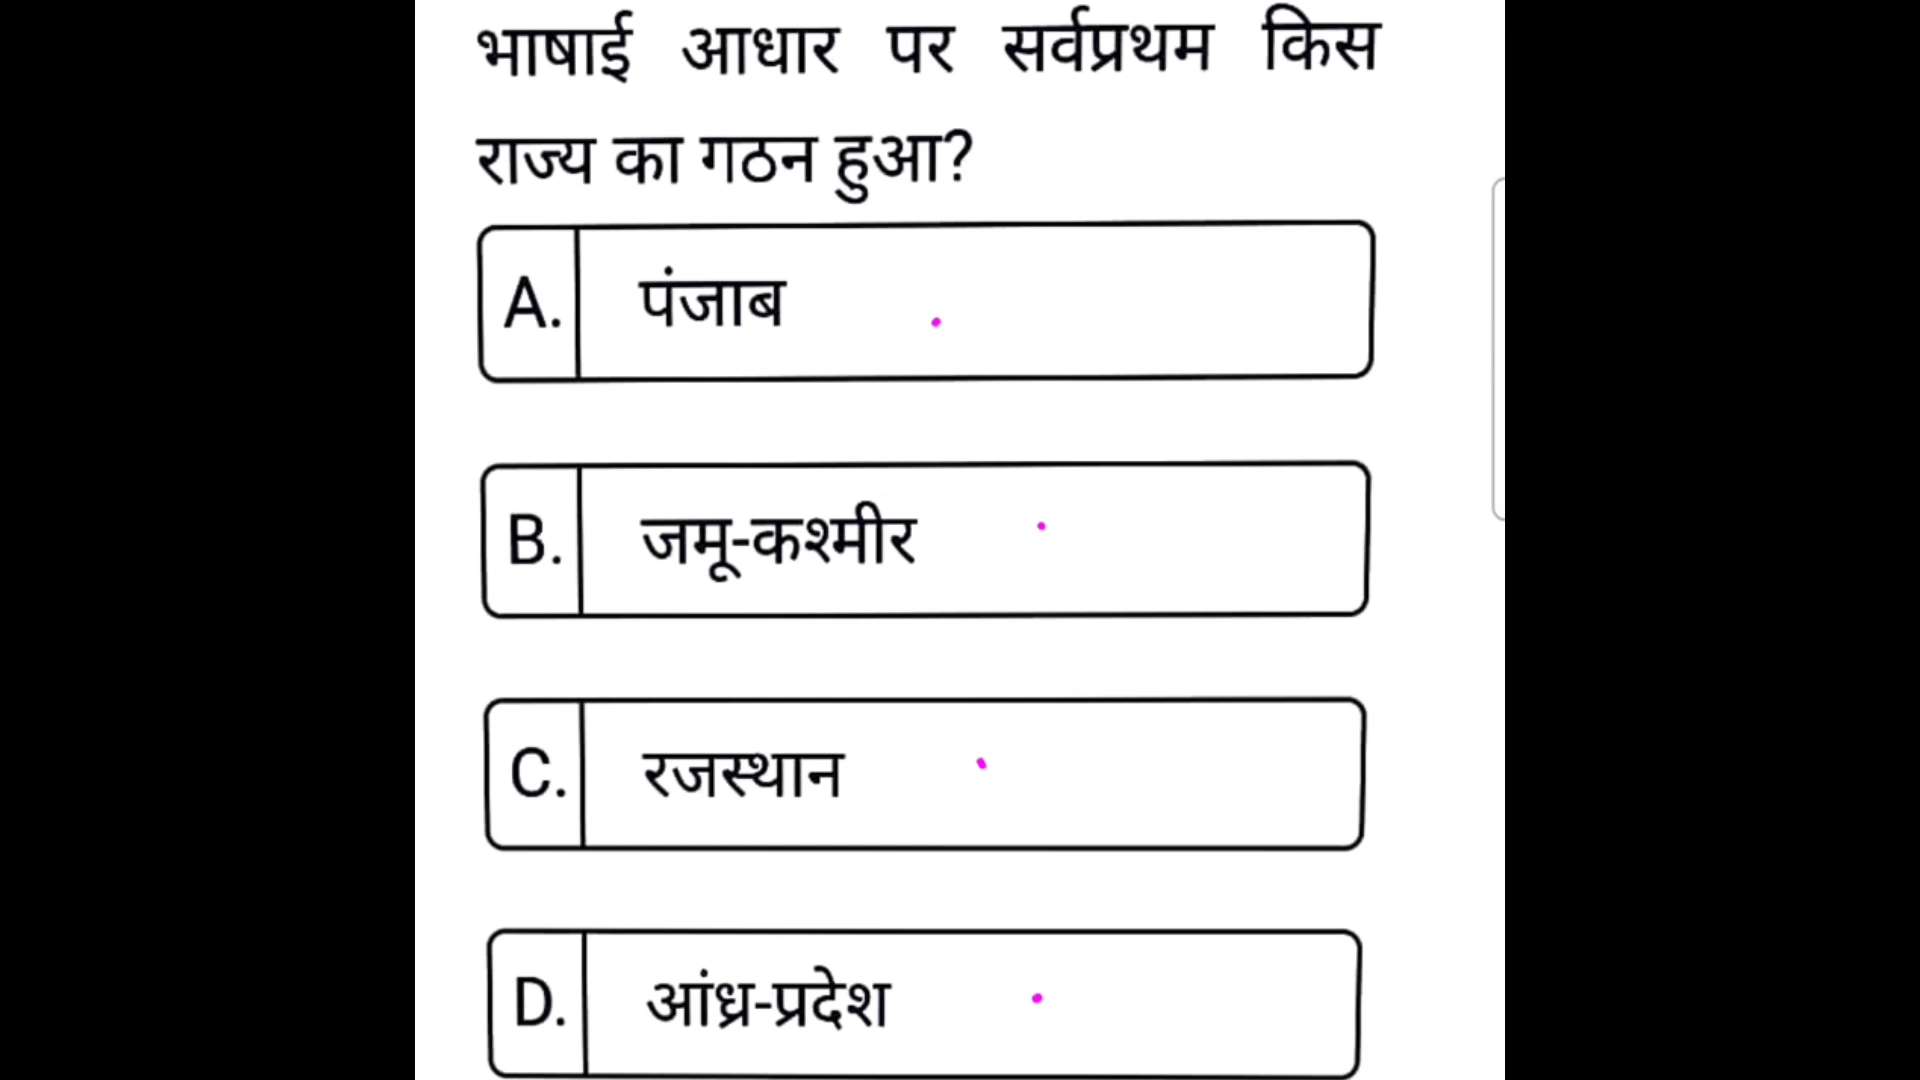 भाषाई आधार पर सर्वप्रथम किस
राज्य का गठन हुआ?
A. पंजाब
B. जमू-कश्मीर
C. रजस्थान
D. आंध्र-प्रदेश